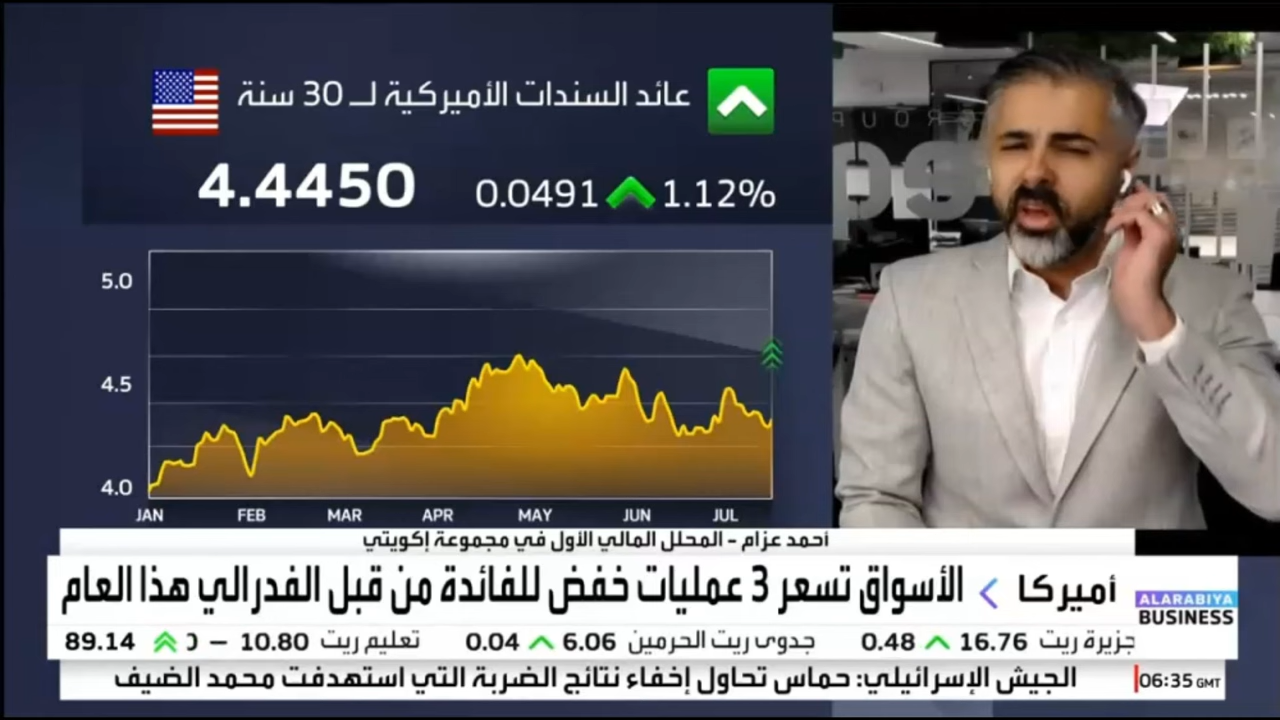 عائد السندات الأميركية لـ 30 سنة
4.4450 0.0491 1.12%
5.0
4.5
4.0
JAN FEB MAR APR MAY JUN JUL
أحمد عزام – المحلل المالي الأول في مجموعة إكويتي
أميركا > الأسواق تسعر 3 عمليات خفض للفائدة من قبل الفدرالي هذا العام
ALARABIYA
BUSINESS
جزيرة ريت 16.76 0.48 جدوى ريت الحرمين 6.06 0.04 تعليم ريت 10.80 – 89.14
06:35 GMT
الجيش الإسرائيلي: حماس تحاول إخفاء نتائج الضربة التي استهدفت محمد الضيف